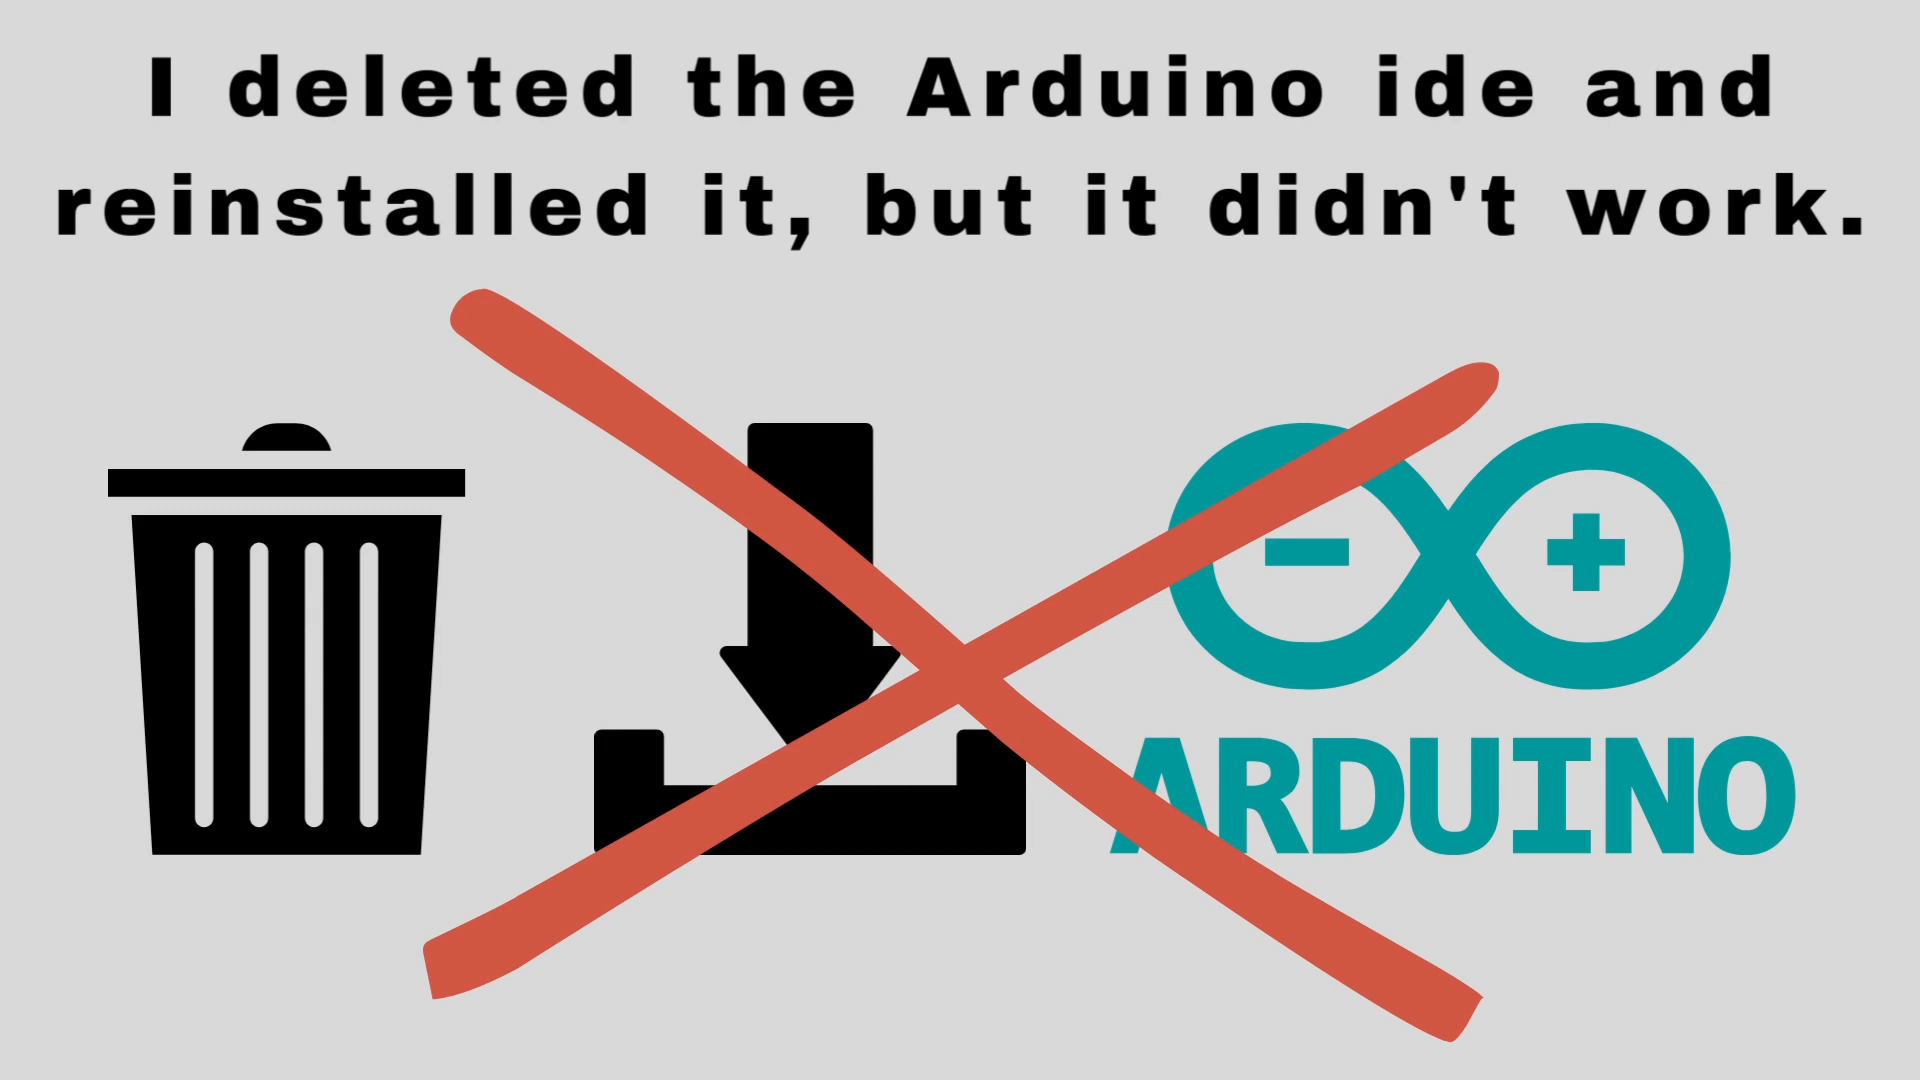 I deleted the Arduino ide and
reinstalled it, but it didn't work.
ARDUINO